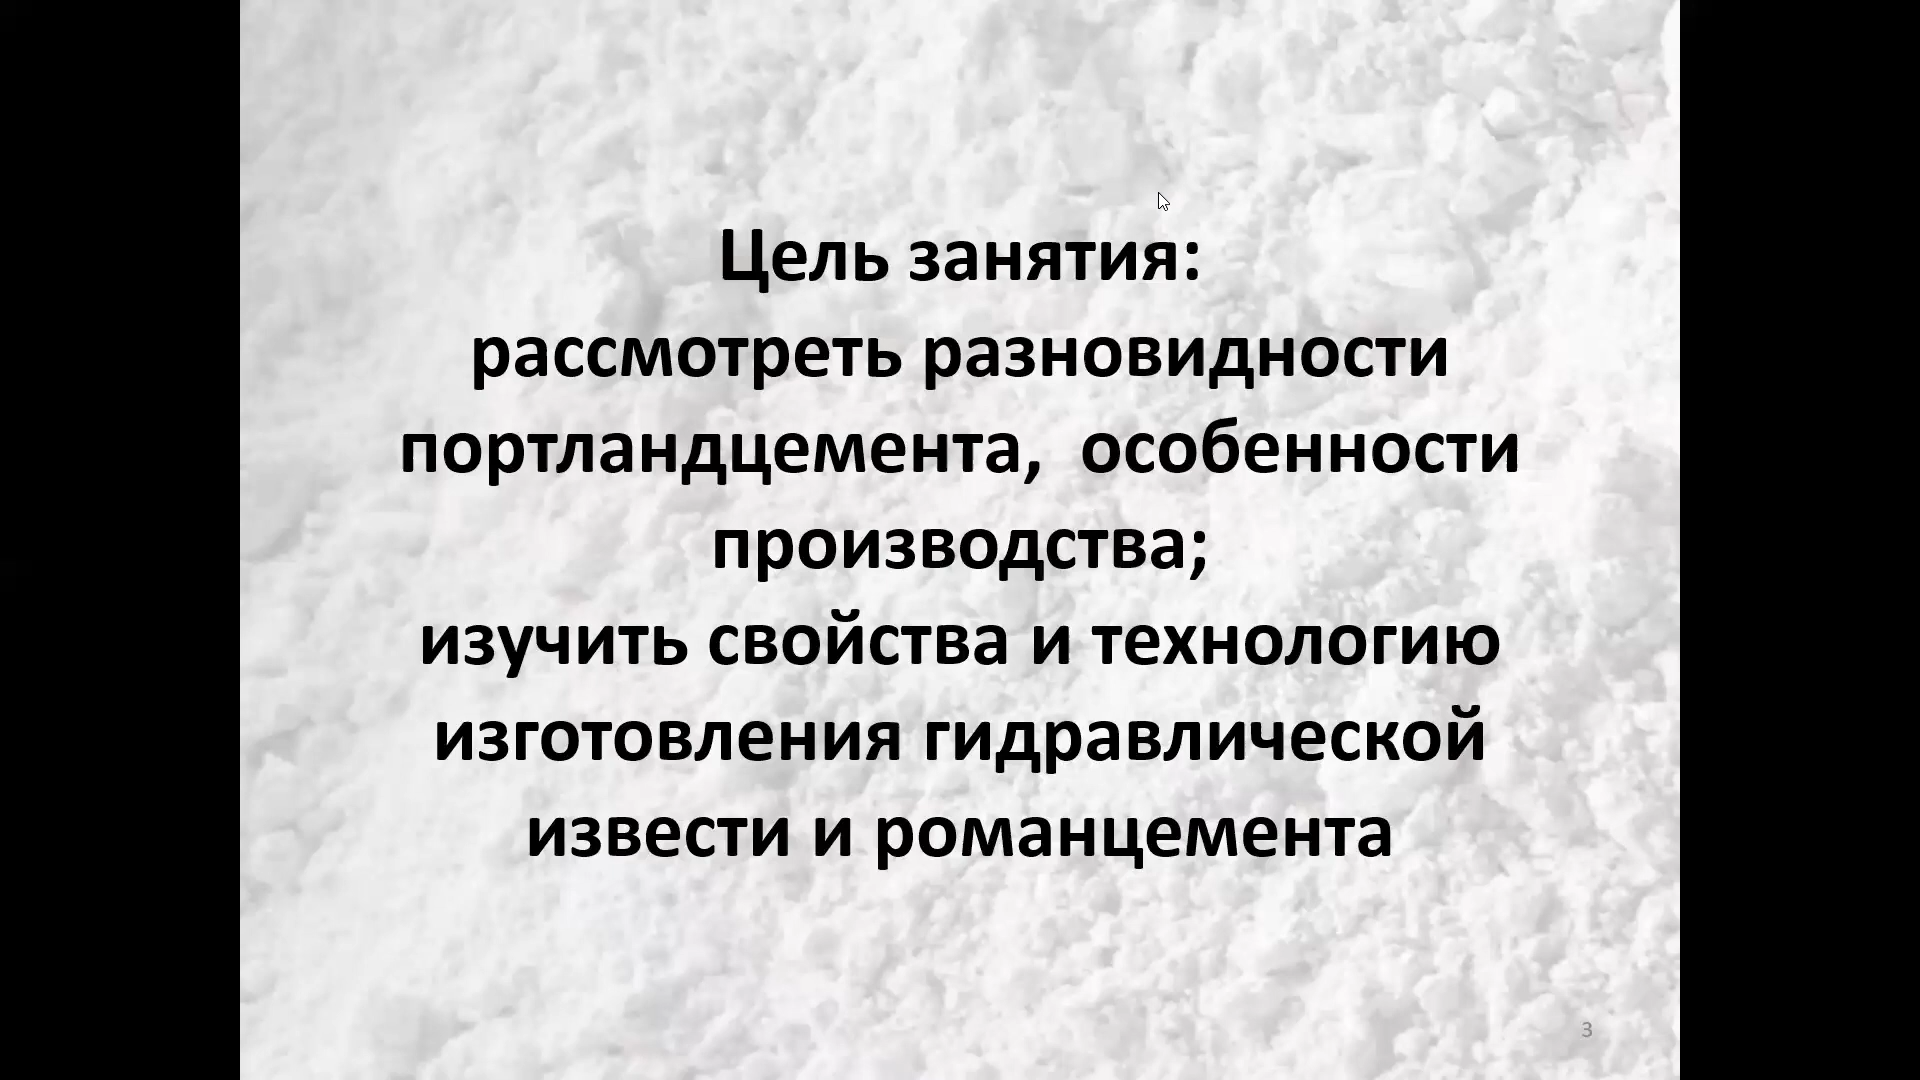 Цель занятия:
рассмотреть разновидности
портландцемента,  особенности
производства;
изучить свойства и технологию
изготовления гидравлической
извести и романцемента
3